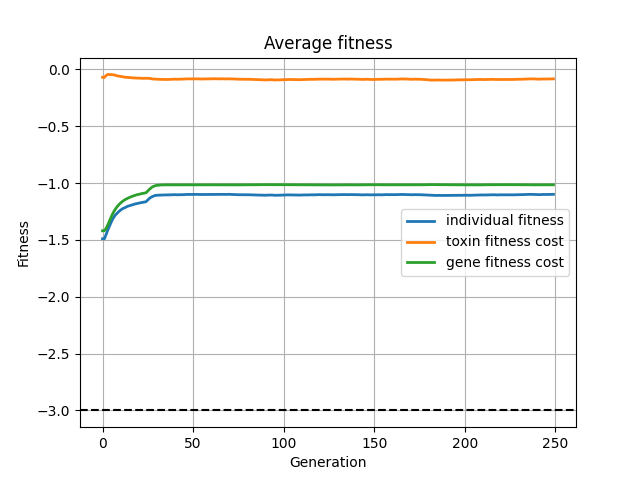 Average fitness
Fitness
0.0
−0.5
−1.0
−1.5
−2.0
−2.5
−3.0
individual fitness
toxin fitness cost
gene fitness cost
0 50 100 150 200 250
Generation